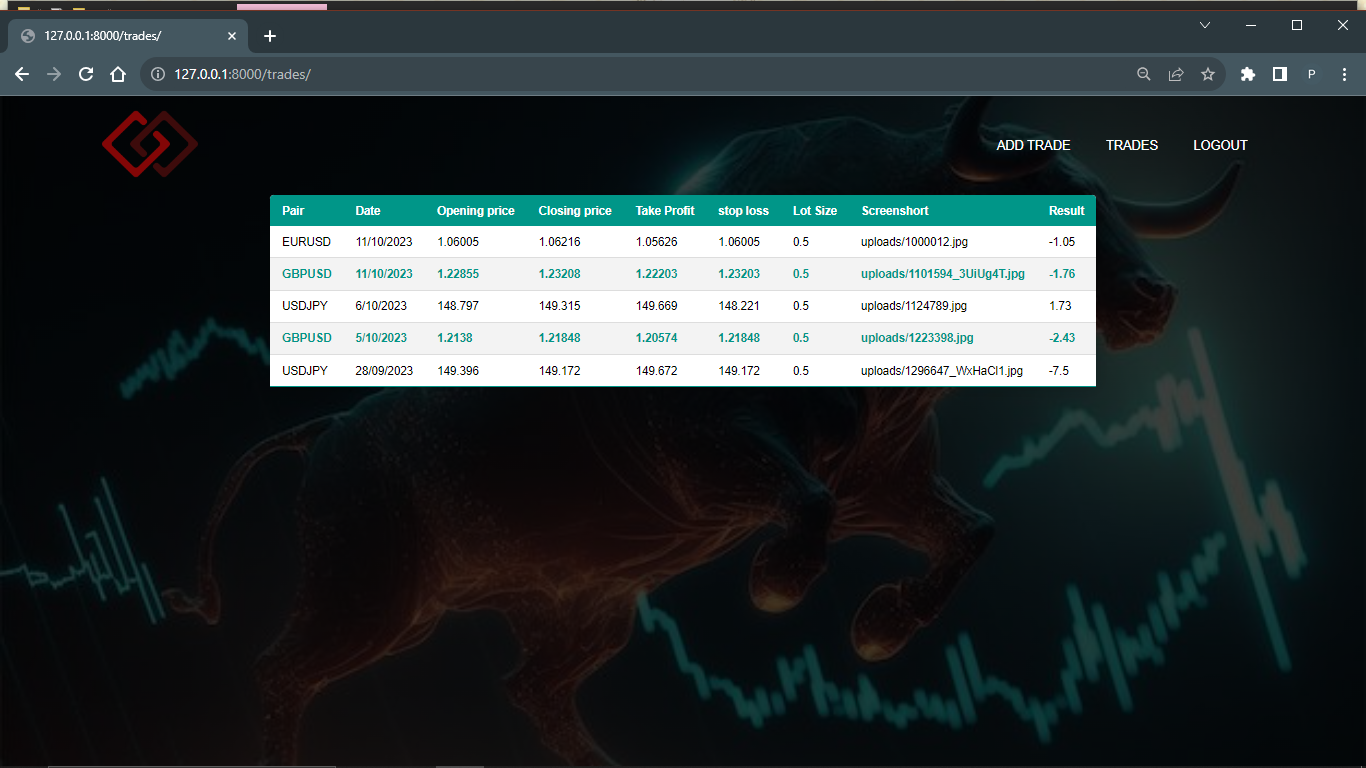 127.0.0.1:8000/trades/
127.0.0.1:8000/trades/
P
ADD TRADE TRADES LOGOUT
Pair Date Opening price Closing price Take Profit stop loss Lot Size Screenshort Result
EURUSD 11/10/2023 1.06005 1.06216 1.05626 1.06005 0.5 uploads/1000012.jpg -1.05
GBPUSD 11/10/2023 1.22855 1.23208 1.22203 1.23203 0.5 uploads/1101594_3UiUg4T.jpg -1.76
USDJPY 6/10/2023 148.797 149.315 149.669 148.221 0.5 uploads/1124789.jpg 1.73
GBPUSD 5/10/2023 1.2138 1.21848 1.20574 1.21848 0.5 uploads/1223398.jpg -2.43
USDJPY 28/09/2023 149.396 149.172 149.672 149.172 0.5 uploads/1296647_WxHaCl1.jpg -7.5